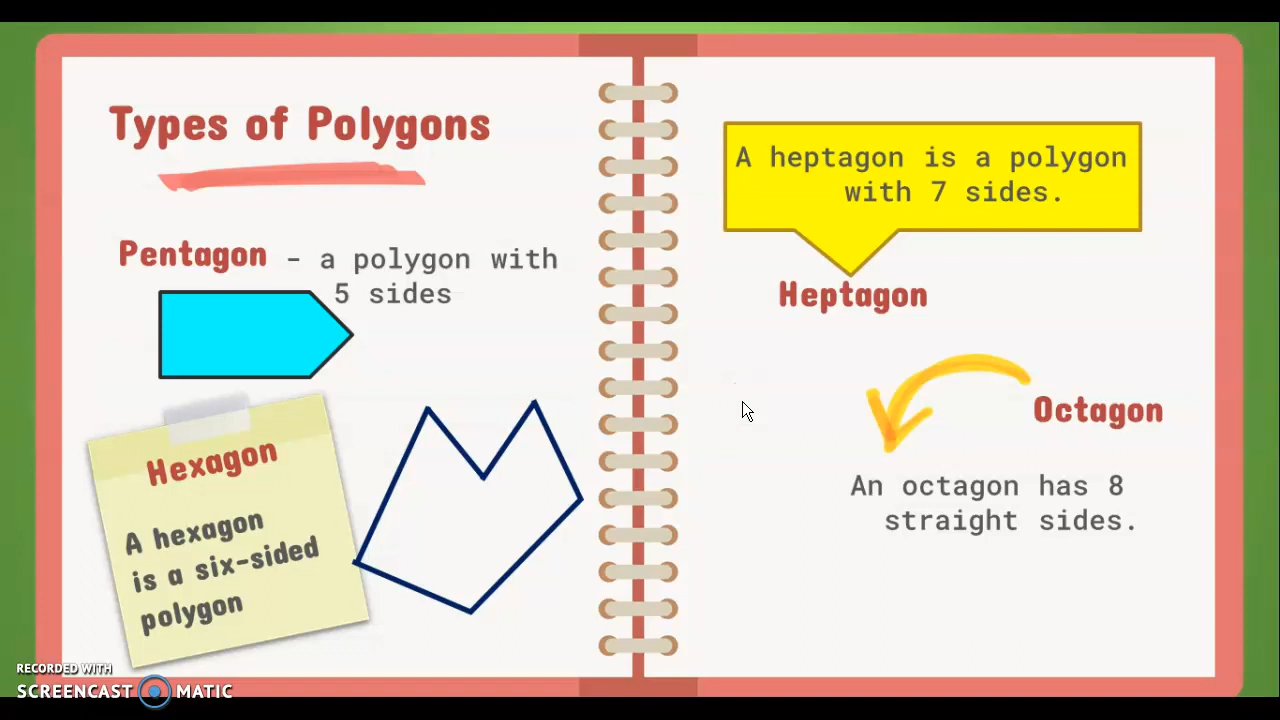 Types of Polygons
Pentagon - a polygon with
5 sides
Hexagon
A hexagon
is a six-sided
polygon
A heptagon is a polygon
with 7 sides.
Heptagon
Octagon
An octagon has 8
straight sides.
RECORDED WITH
SCREENCAST MATIC